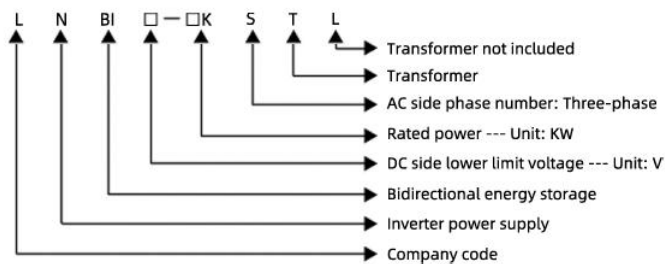 L N BI □ — □K S T L
Transformer not included
Transformer
AC side phase number: Three-phase
Rated power --- Unit: KW
DC side lower limit voltage --- Unit: V
Bidirectional energy storage
Inverter power supply
Company code